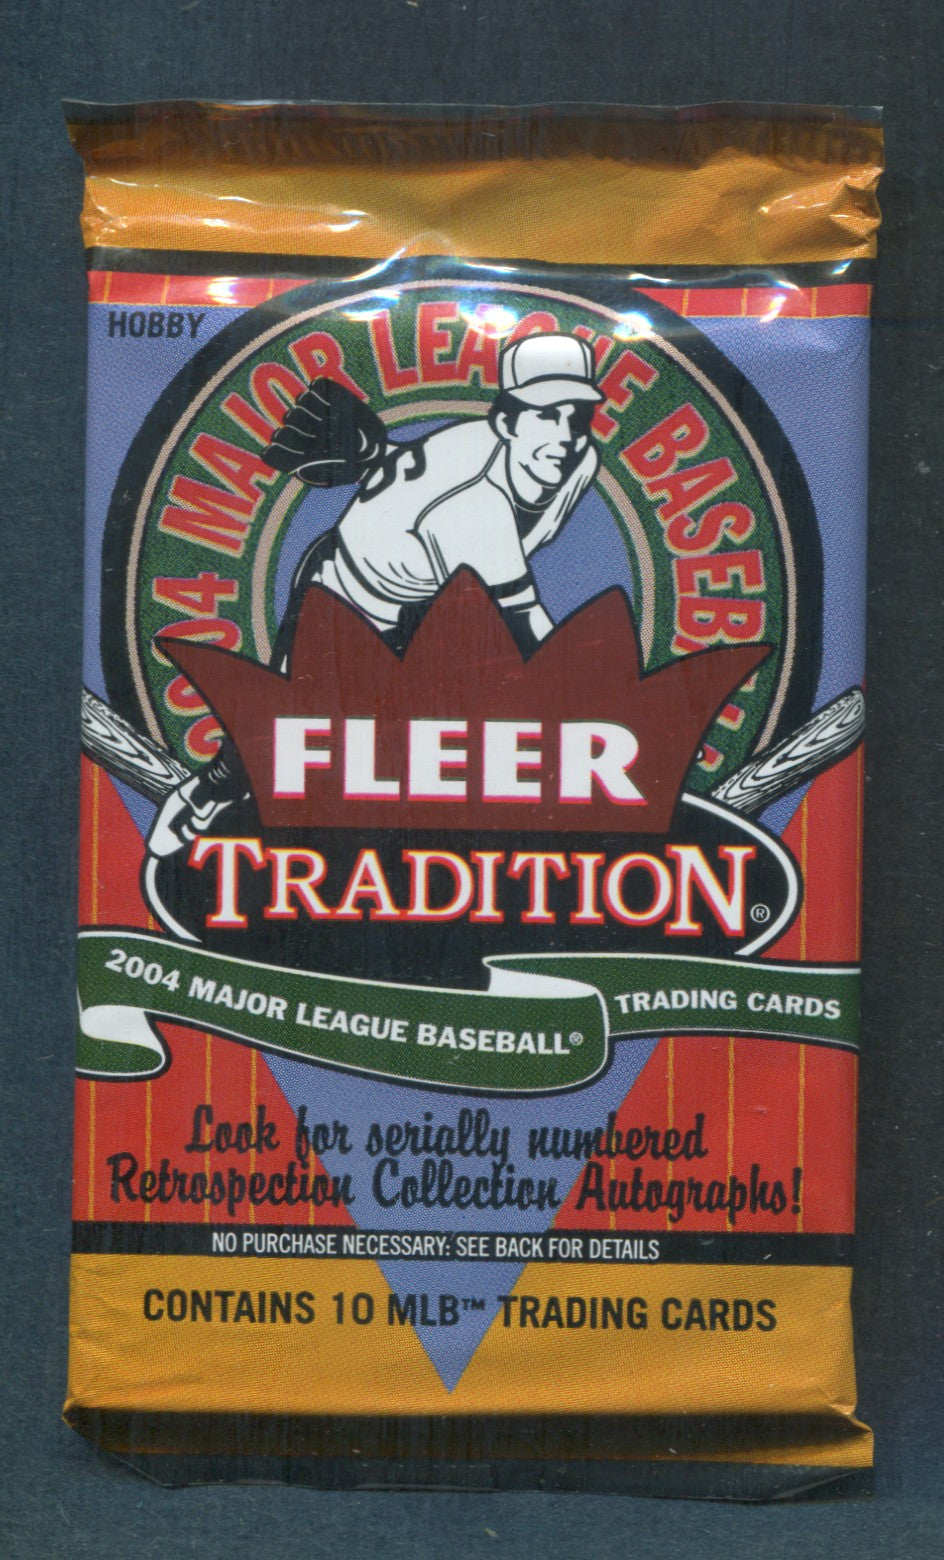 HOBBY
2004 MAJOR LEAGUE BASEBALL
FLEER
TRADITION®
2004 MAJOR LEAGUE BASEBALL®
TRADING CARDS
Look for serially numbered
Retrospection Collection Autographs!
NO PURCHASE NECESSARY: SEE BACK FOR DETAILS
CONTAINS 10 MLB™ TRADING CARDS